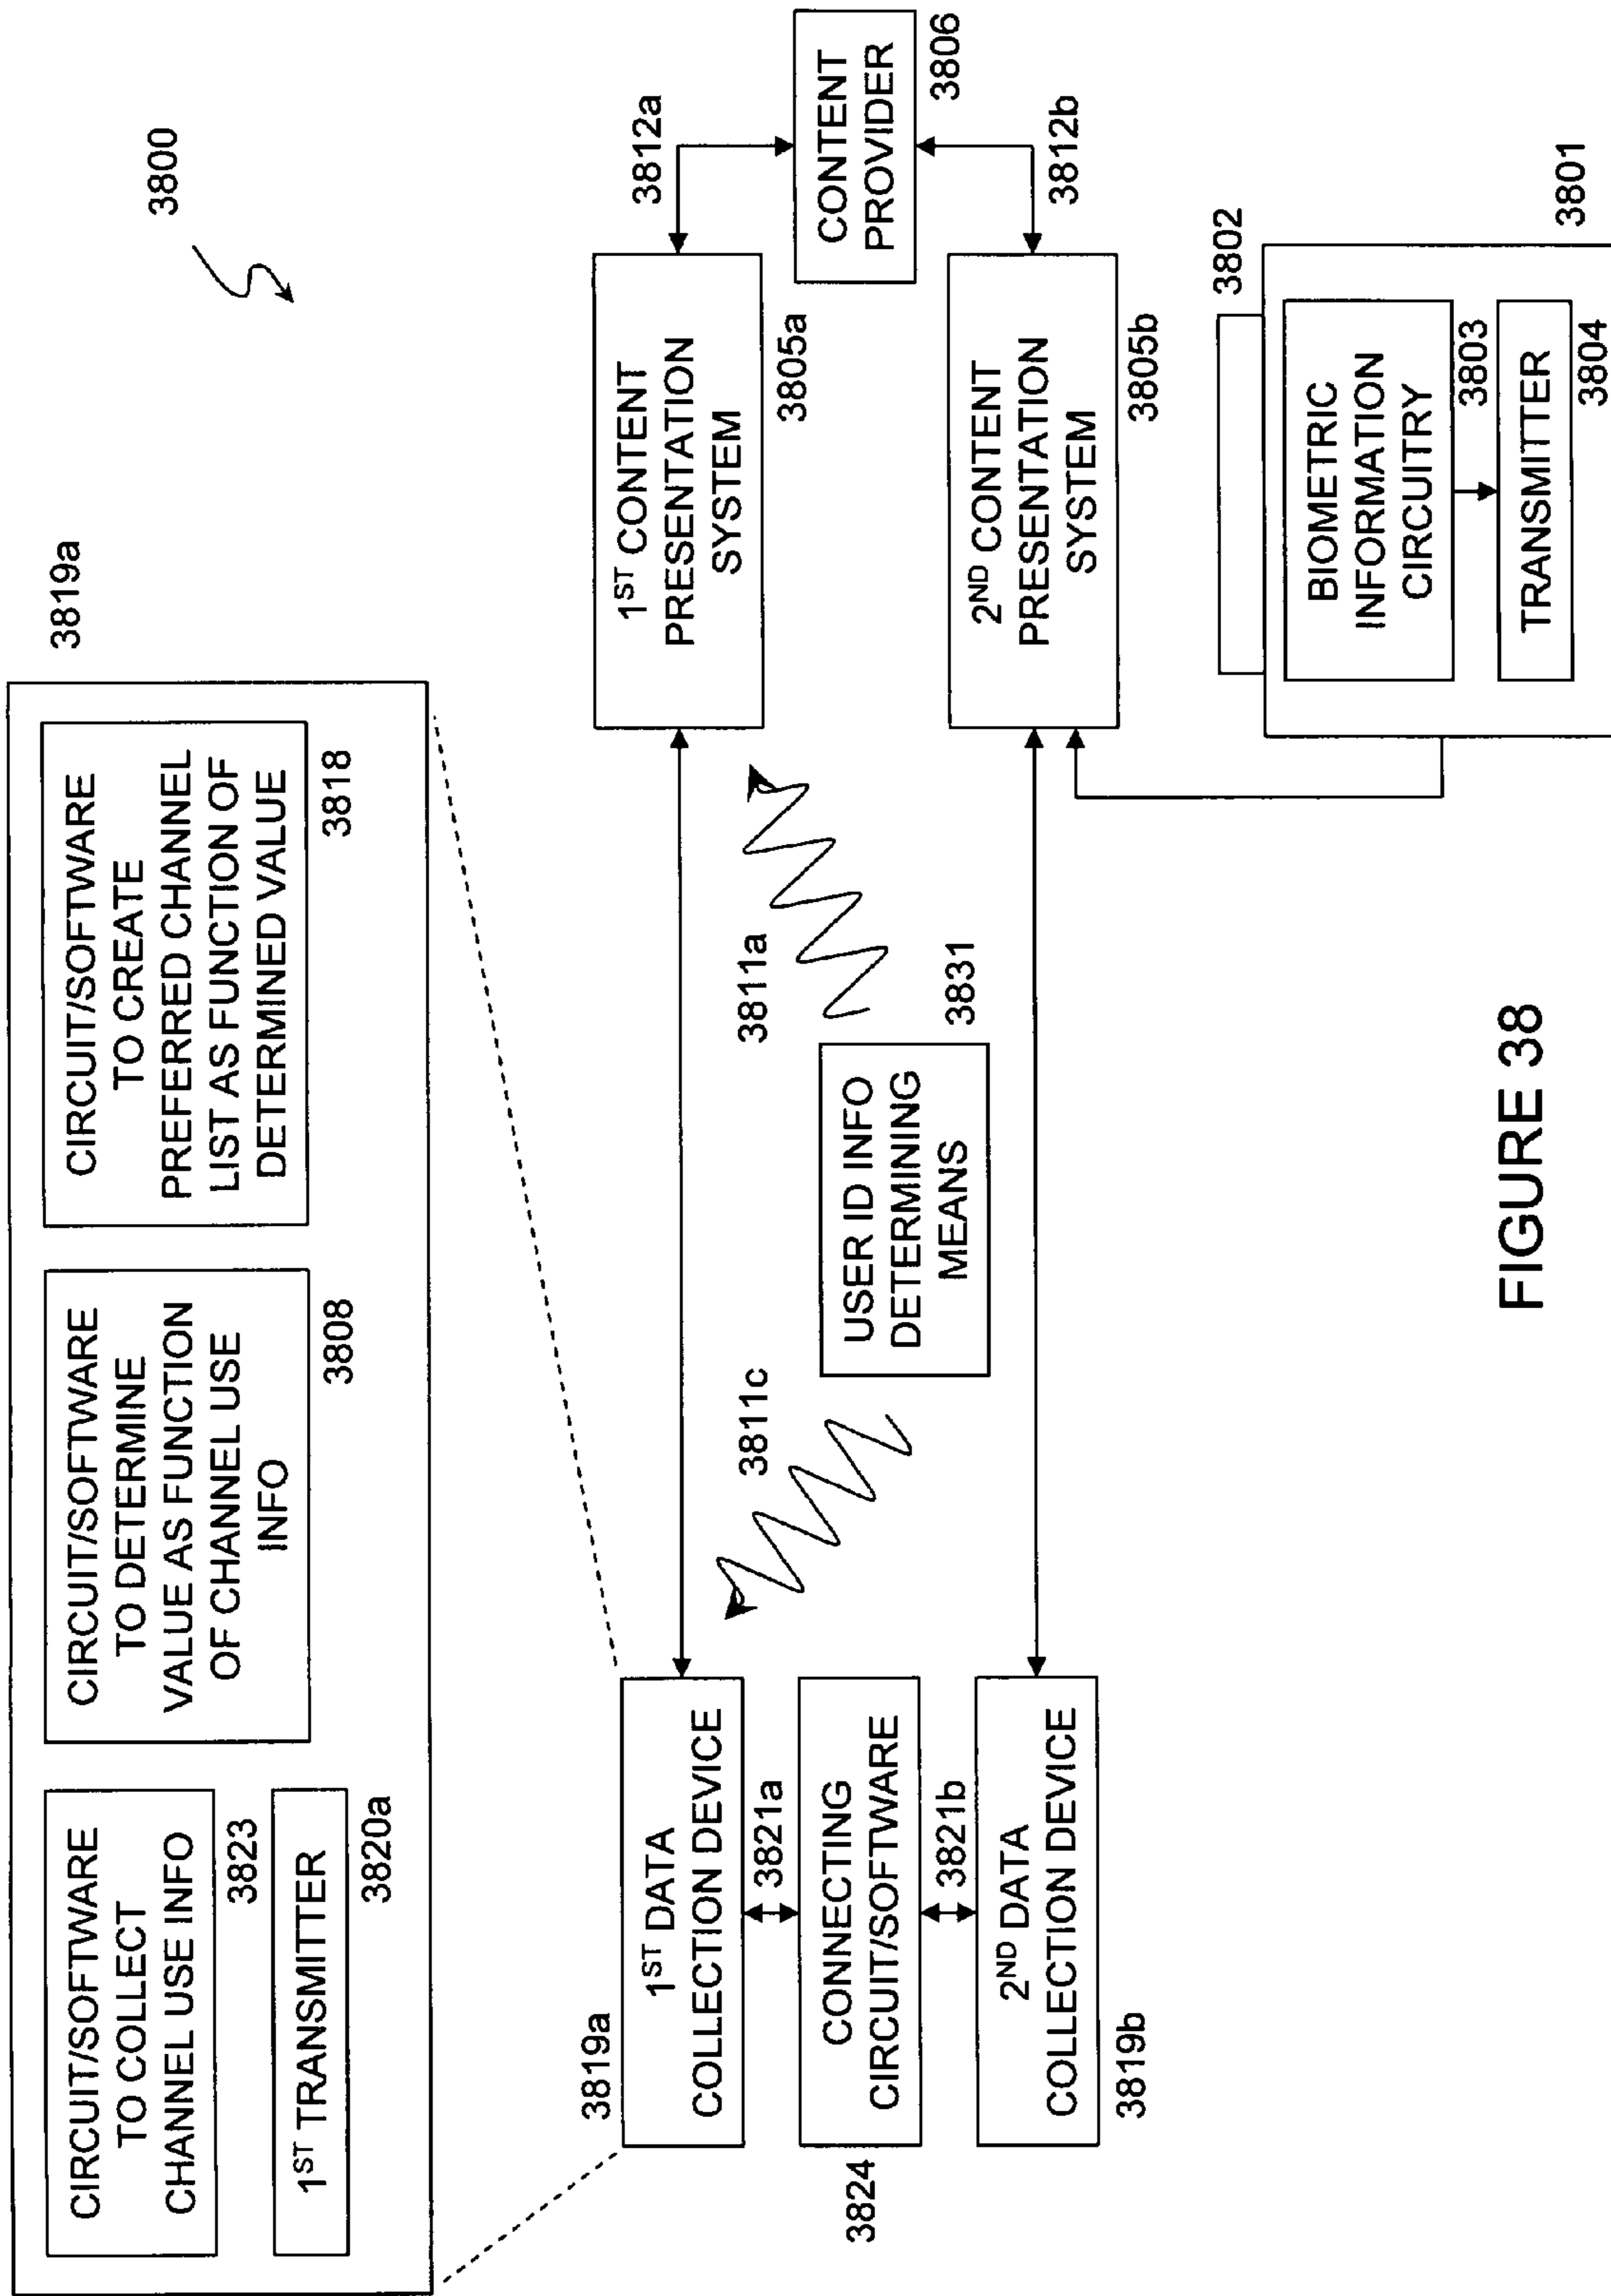 3800
3819a
CIRCUIT/SOFTWARE
TO COLLECT
CHANNEL USE INFO
3823
1ST TRANSMITTER
3820a
CIRCUIT/SOFTWARE
TO DETERMINE
VALUE AS FUNCTION
OF CHANNEL USE
INFO
3808
CIRCUIT/SOFTWARE
TO CREATE
PREFERRED CHANNEL
LIST AS FUNCTION OF
DETERMINED VALUE
3818
3819a
1ST DATA
COLLECTION DEVICE
3821a
3824
CONNECTING
CIRCUIT/SOFTWARE
3821b
2ND DATA
COLLECTION DEVICE
3819b
3811c
USER ID INFO
DETERMINING
MEANS
3831
3811a
1ST CONTENT
PRESENTATION
SYSTEM
3805a
3812a
CONTENT
PROVIDER
3806
3812b
2ND CONTENT
PRESENTATION
SYSTEM
3805b
3802
BIOMETRIC
INFORMATION
CIRCUITRY
3803
TRANSMITTER
3804
3801
FIGURE 38